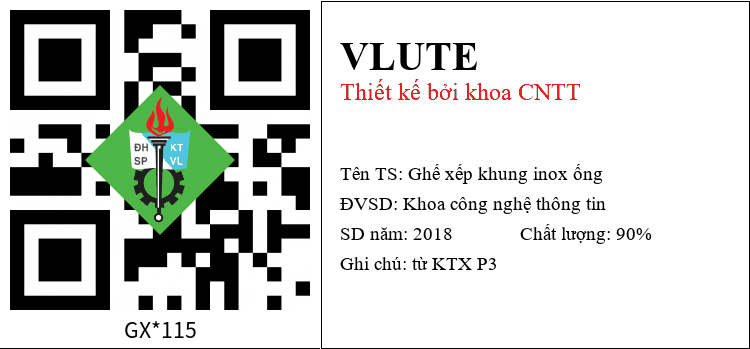 ĐH KT
SP VL
GX*115
VLUTE
Thiết kế bởi khoa CNTT
Tên TS: Ghế xếp khung inox ống
ĐVSD: Khoa công nghệ thông tin
SD năm: 2018 Chất lượng: 90%
Ghi chú: từ KTX P3